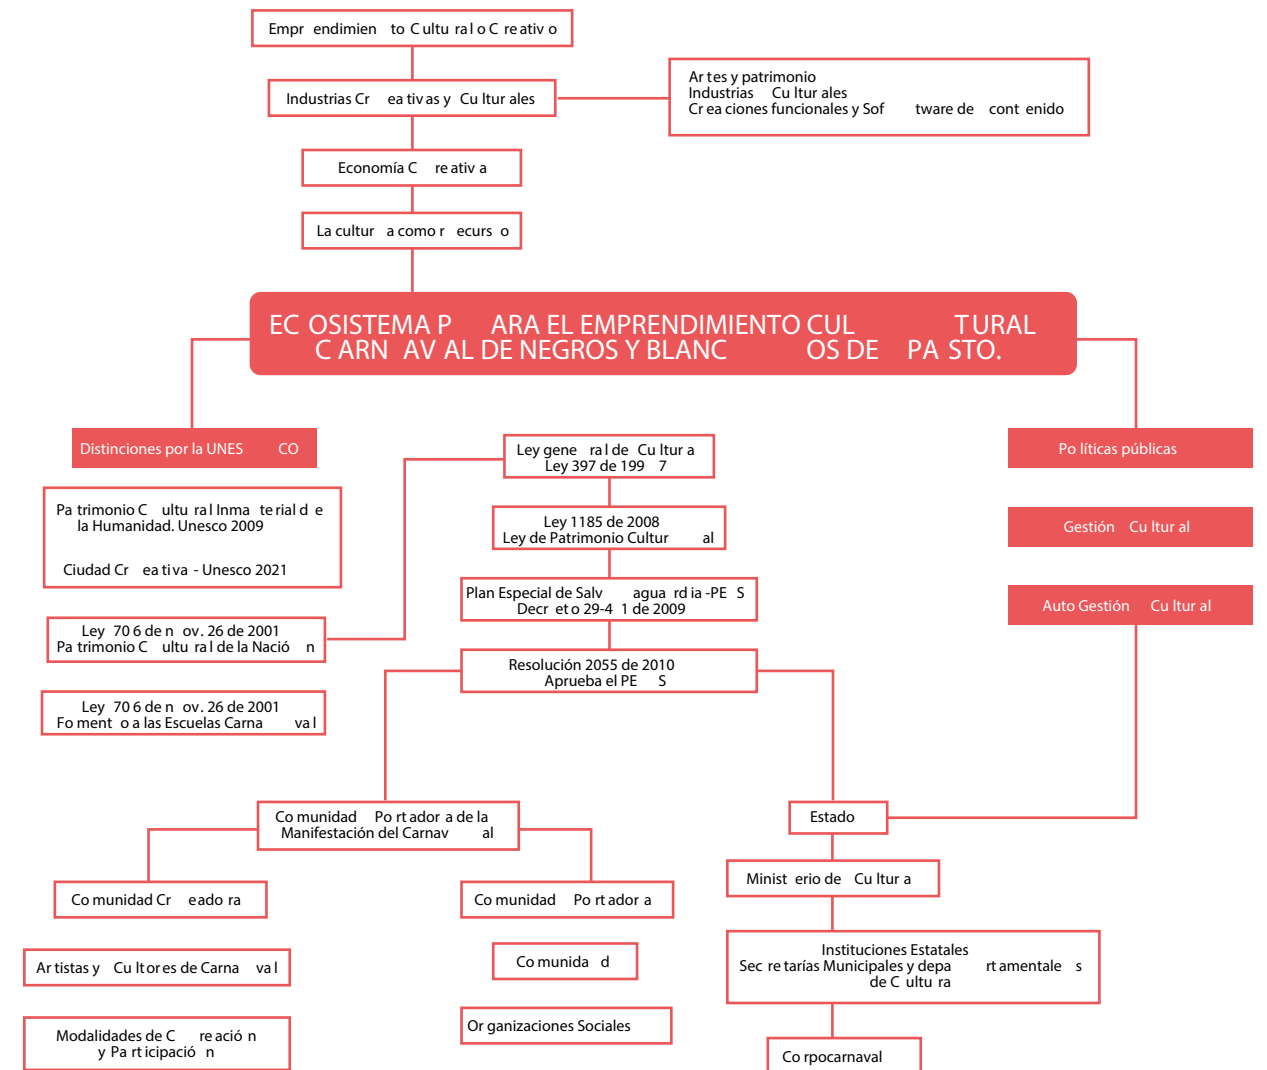 Emprendimiento Cultural o Creativo
Industrias Creativas y Culturales
Artes y patrimonio
Industrias Culturales
Creaciones funcionales y Software de contenido
Economía Creativa
La cultura como recurso
ECOSISTEMA PARA EL EMPRENDIMIENTO CULTURAL
CARNAVAL DE NEGROS Y BLANCOS DE PASTO.
Distinciones por la UNESCO
Patrimonio Cultural Inmaterial de
la Humanidad. Unesco 2009
Ciudad Creativa - Unesco 2021
Ley 706 de nov. 26 de 2001
Patrimonio Cultural de la Nación
Ley 706 de nov. 26 de 2001
Fomento a las Escuelas Carnaval
Ley general de Cultura
Ley 397 de 1997
Ley 1185 de 2008
Ley de Patrimonio Cultural
Plan Especial de Salvaguardia -PES
Decreto 29-41 de 2009
Resolución 2055 de 2010
Aprueba el PES
Políticas públicas
Gestión Cultural
Auto Gestión Cultural
Comunidad Portadora de la
Manifestación del Carnaval
Comunidad Creadora
Artistas y Cultores de Carnaval
Modalidades de Creación
y Participación
Comunidad Portadora
Comunidad
Organizaciones Sociales
Estado
Ministerio de Cultura
Instituciones Estatales
Secretarías Municipales y departamentales
de Cultura
Corpocarnaval